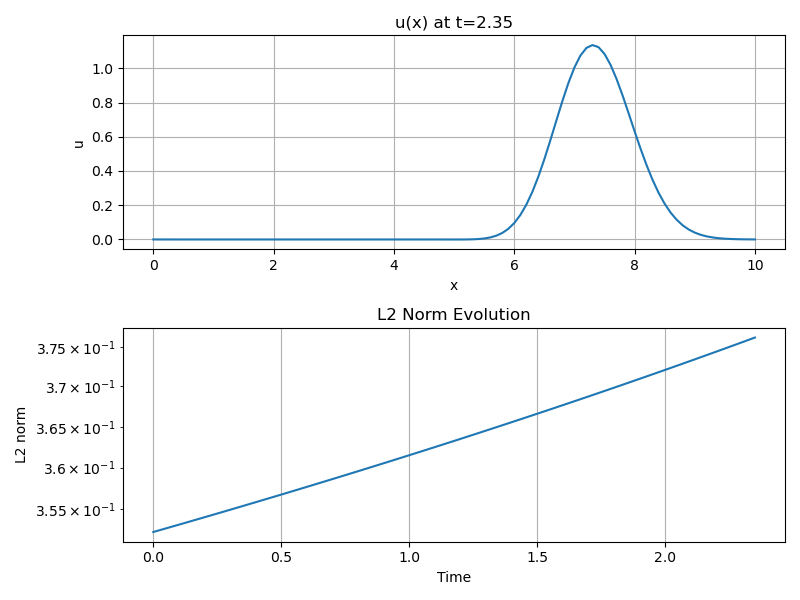 u(x) at t=2.35
u
1.0
0.8
0.6
0.4
0.2
0.0
0 2 4 6 8 10
x
L2 Norm Evolution
L2 norm
3.75 × 10⁻¹
3.7 × 10⁻¹
3.65 × 10⁻¹
3.6 × 10⁻¹
3.55 × 10⁻¹
0.0 0.5 1.0 1.5 2.0
Time